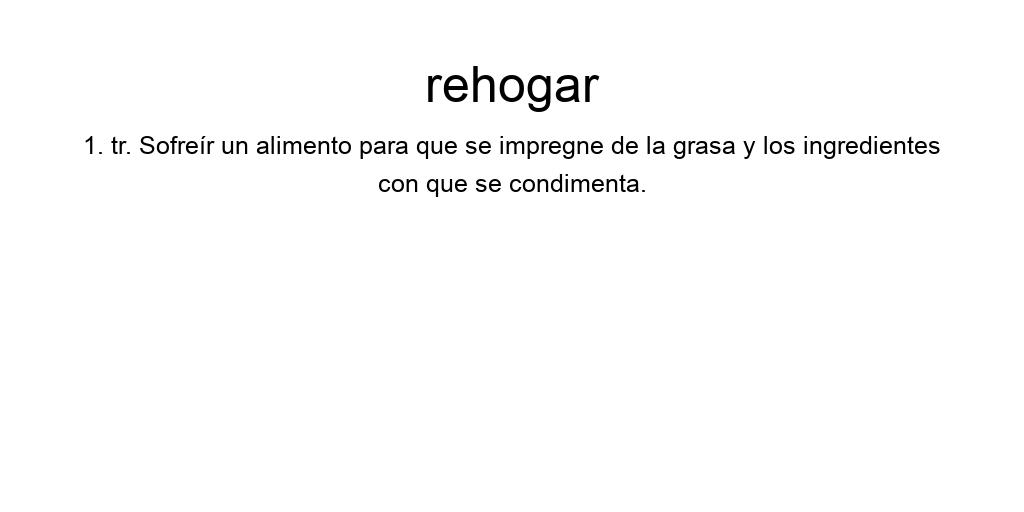 rehogar
1. tr. Sofreír un alimento para que se impregne de la grasa y los ingredientes
con que se condimenta.